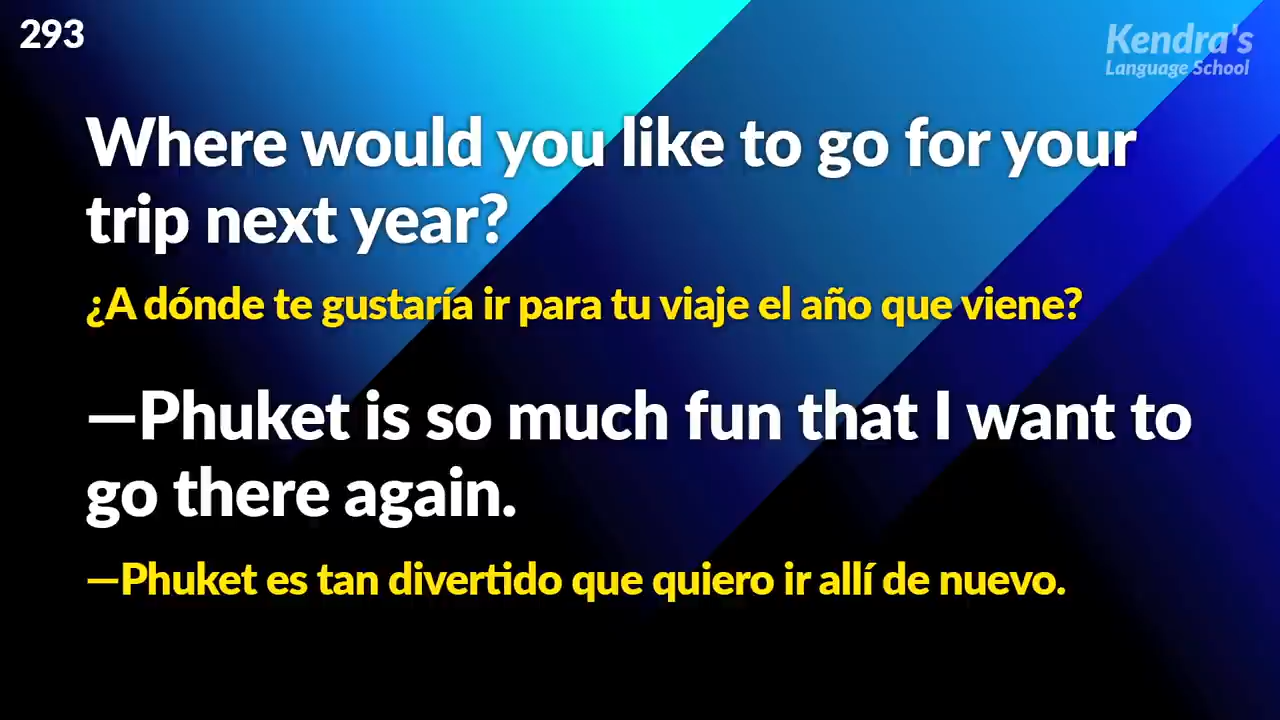 293
Kendra's
Language School
Where would you like to go for your
trip next year?
¿A dónde te gustaría ir para tu viaje el año que viene?
—Phuket is so much fun that I want to
go there again.
—Phuket es tan divertido que quiero ir allí de nuevo.